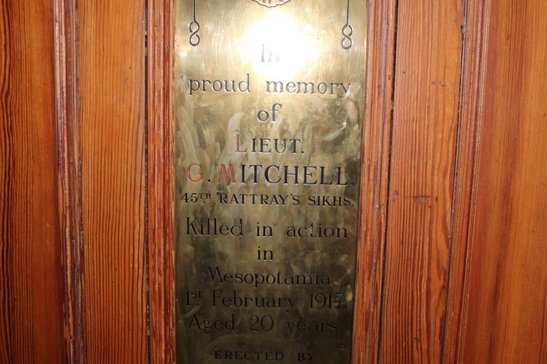 In
proud memory
of
LIEUT.
C. MITCHELL.
45TH RATTRAY'S SIKHS.
Killed in action
in
Mesopotamia,
1st February 1917.
Aged 20 years.
ERECTED BY